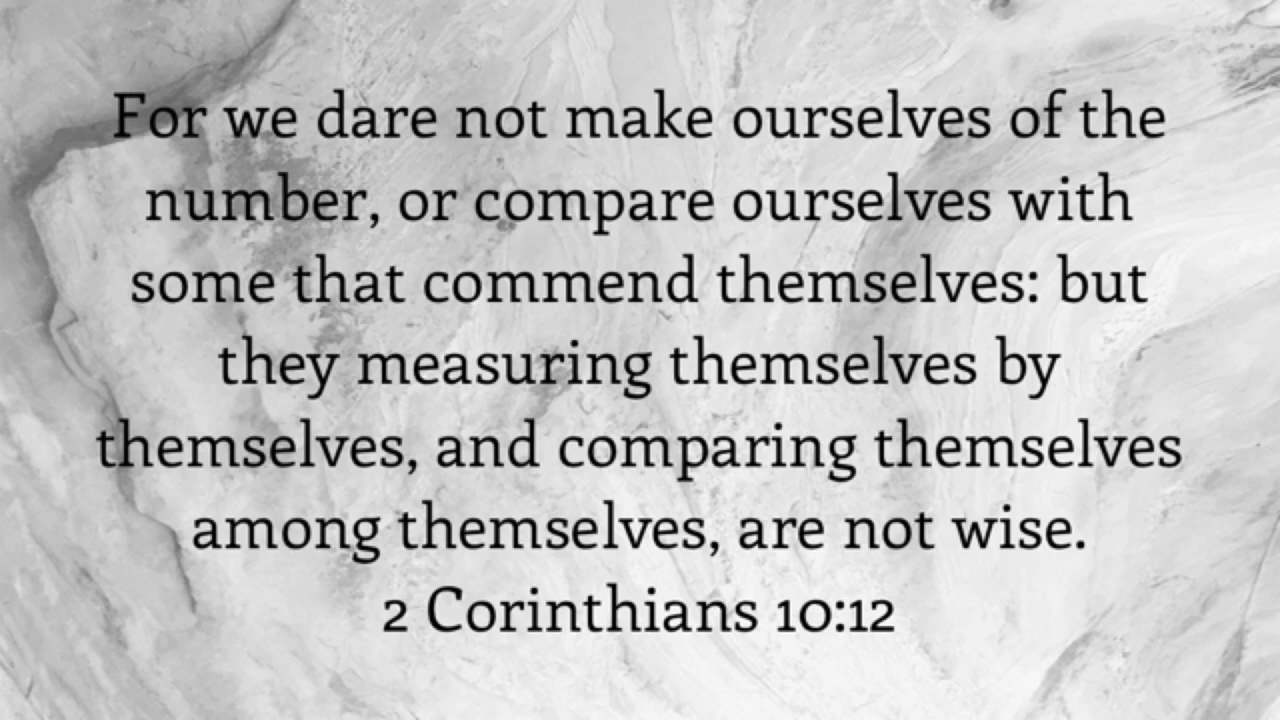 For we dare not make ourselves of the
number, or compare ourselves with
some that commend themselves: but
they measuring themselves by
themselves, and comparing themselves
among themselves, are not wise.
2 Corinthians 10:12